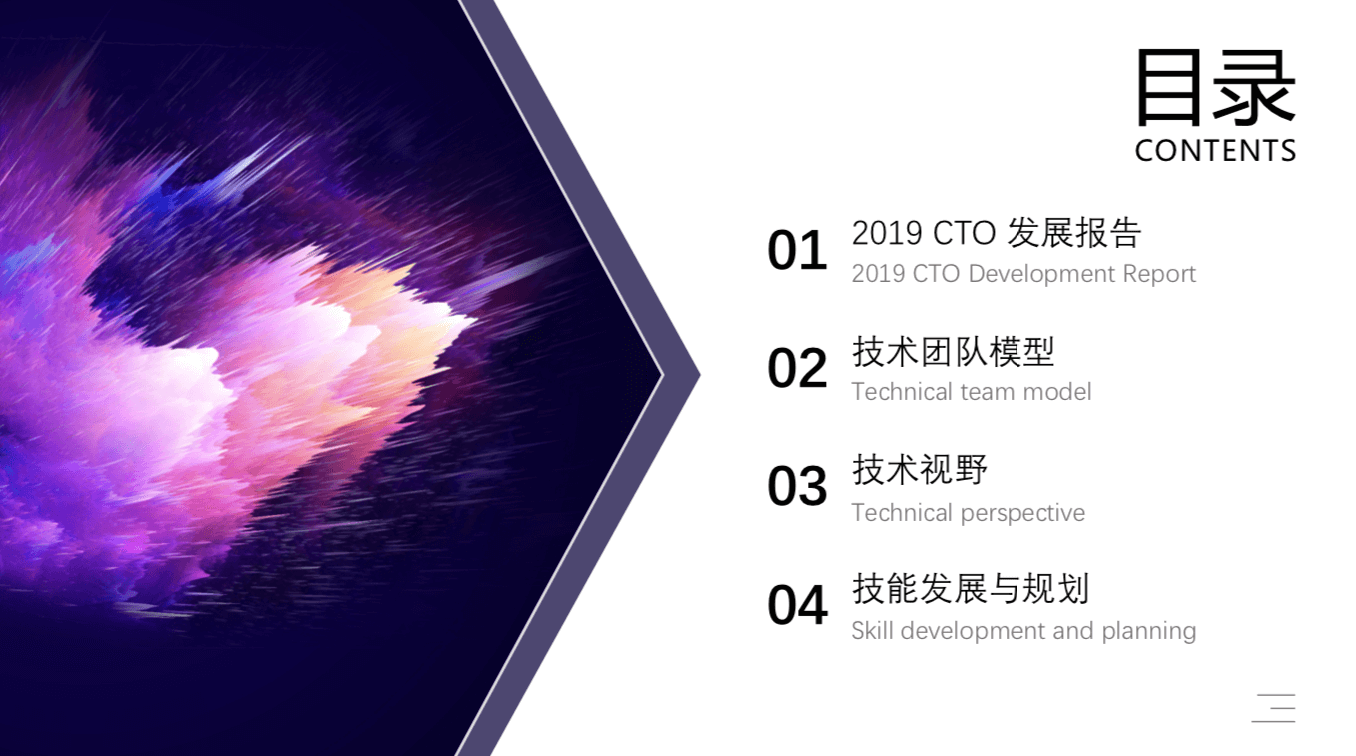 目录
CONTENTS
01
2019 CTO 发展报告
2019 CTO Development Report
02
技术团队模型
Technical team model
03
技术视野
Technical perspective
04
技能发展与规划
Skill development and planning